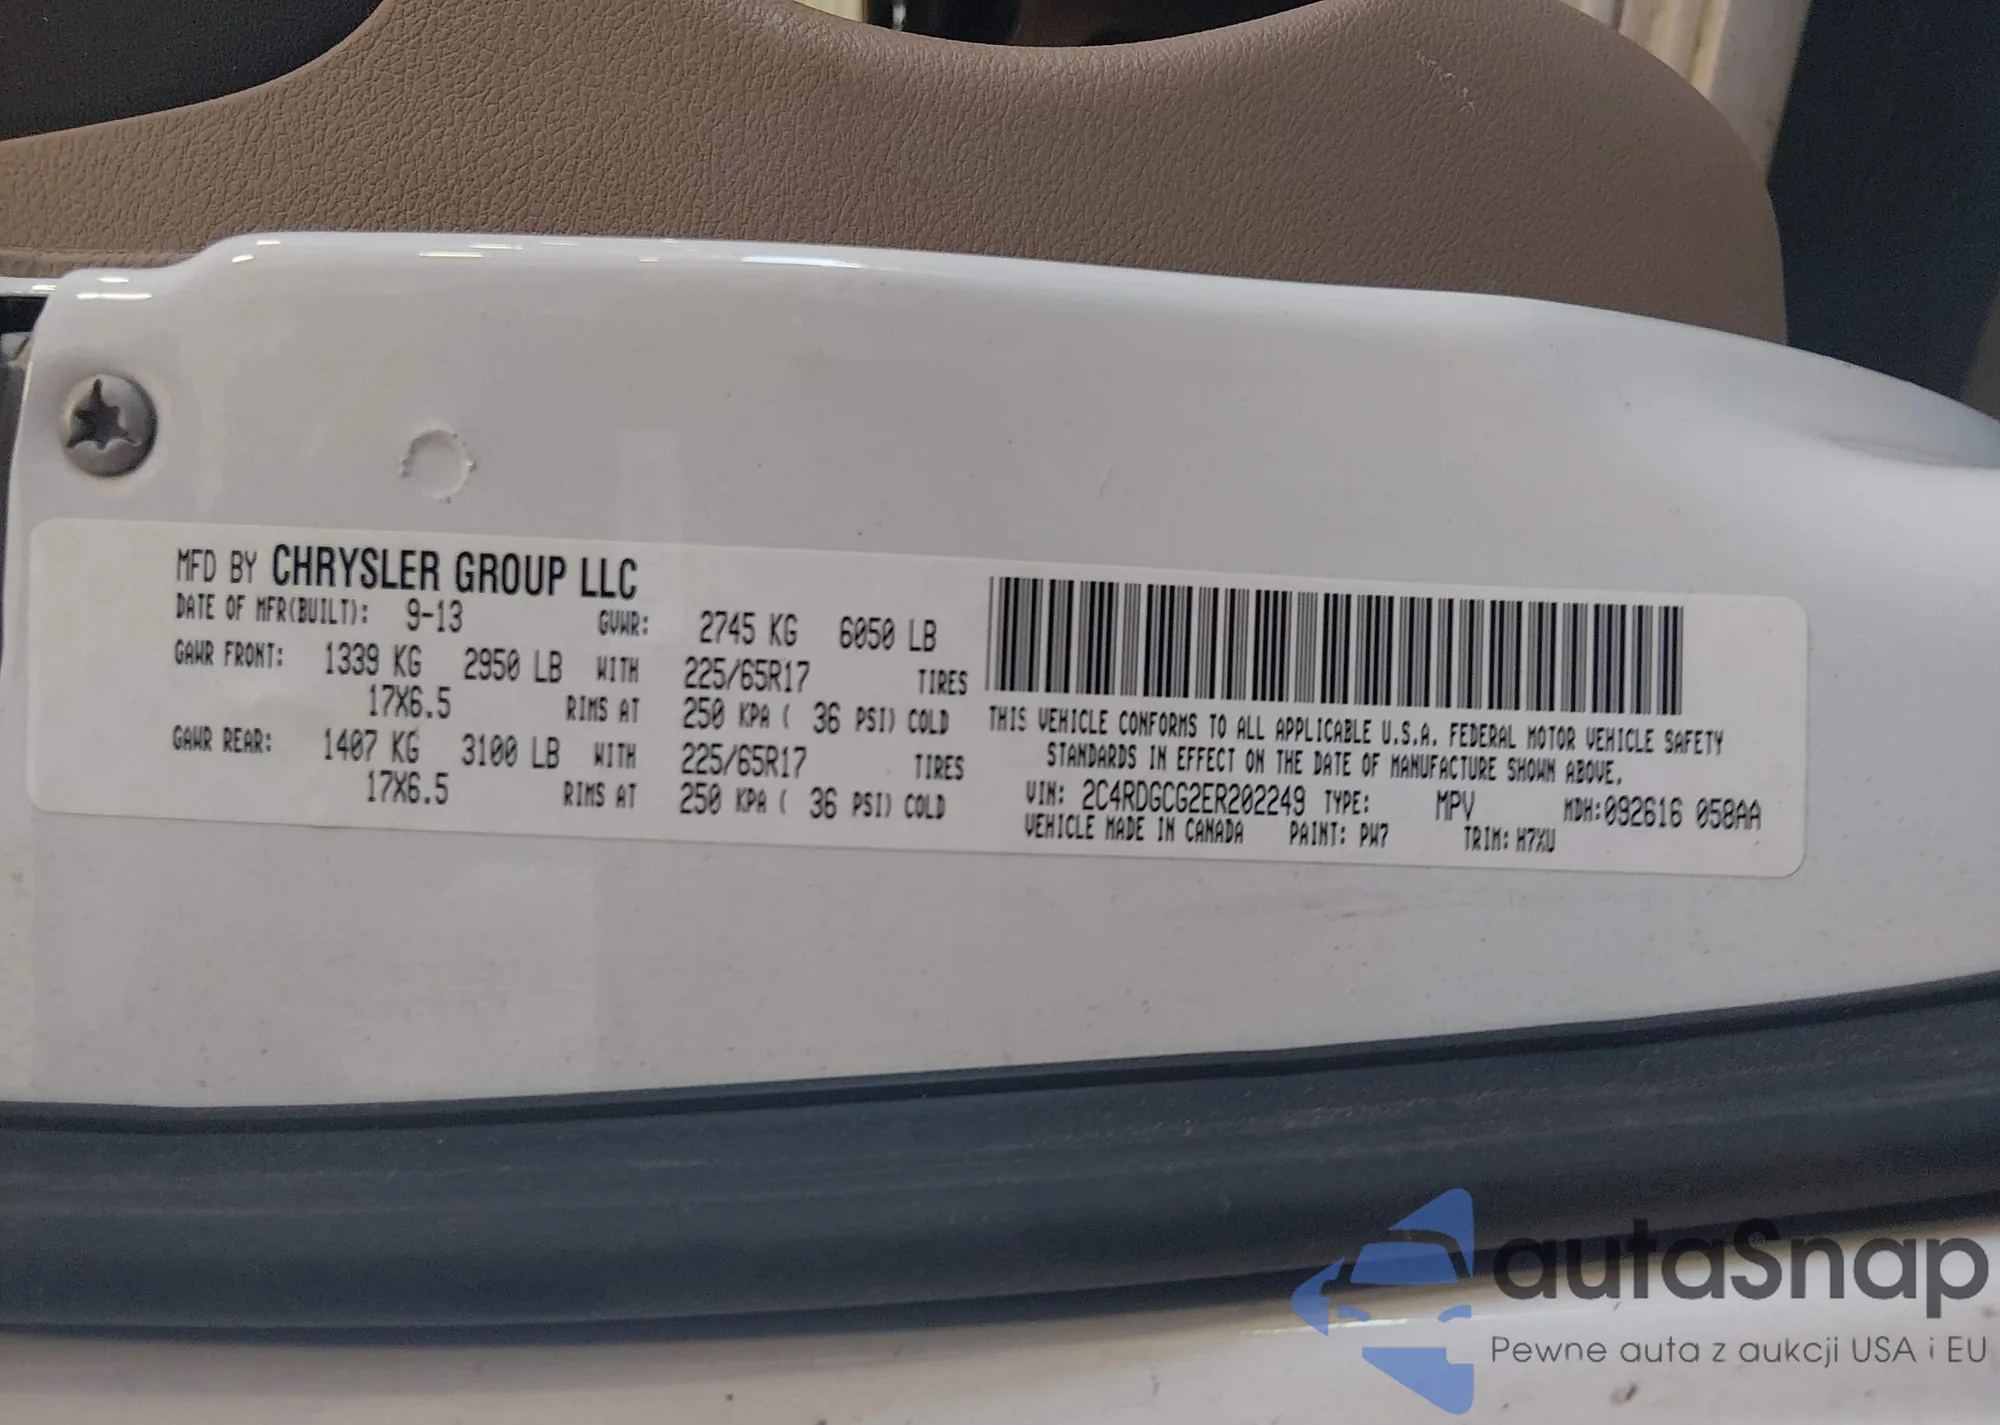 MFD BY CHRYSLER GROUP LLC
DATE OF MFR(BUILT): 9-13 GVWR: 2745 KG 6050 LB
GAWR FRONT: 1339 KG 2950 LB WITH 225/65R17 TIRES
17X6.5 RIMS AT 250 KPA ( 36 PSI) COLD
GAWR REAR: 1407 KG 3100 LB WITH 225/65R17 TIRES
17X6.5 RIMS AT 250 KPA ( 36 PSI) COLD
THIS VEHICLE CONFORMS TO ALL APPLICABLE U.S.A. FEDERAL MOTOR VEHICLE SAFETY
STANDARDS IN EFFECT ON THE DATE OF MANUFACTURE SHOWN ABOVE.
VIN: 2C4RDGCG2ER202249 TYPE: MPV MDH:092616 058AA
VEHICLE MADE IN CANADA PAINT: PW7 TRIM: H7XU
autaSnap
Pewne auta z aukcji USA i EU